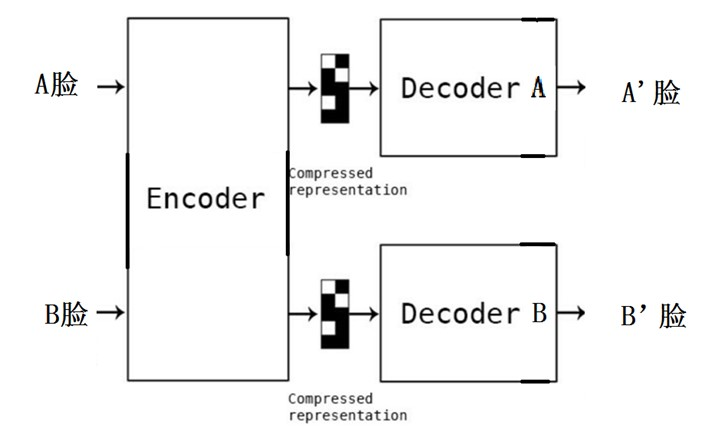 A脸
Decoder A
A'脸
Compressed
representation
Encoder
B脸
Decoder B
B'脸
Compressed
representation